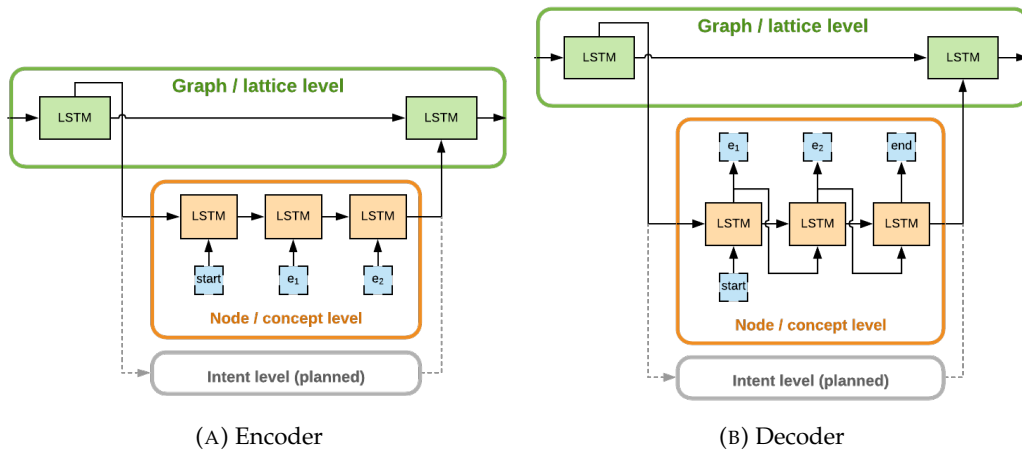 Graph / lattice level
LSTM
LSTM
LSTM
LSTM
LSTM
start
e₁
e₂
Node / concept level
Intent level (planned)
(A) Encoder
Graph / lattice level
LSTM
LSTM
e₁
e₂
end
LSTM
LSTM
LSTM
start
Node / concept level
Intent level (planned)
(B) Decoder